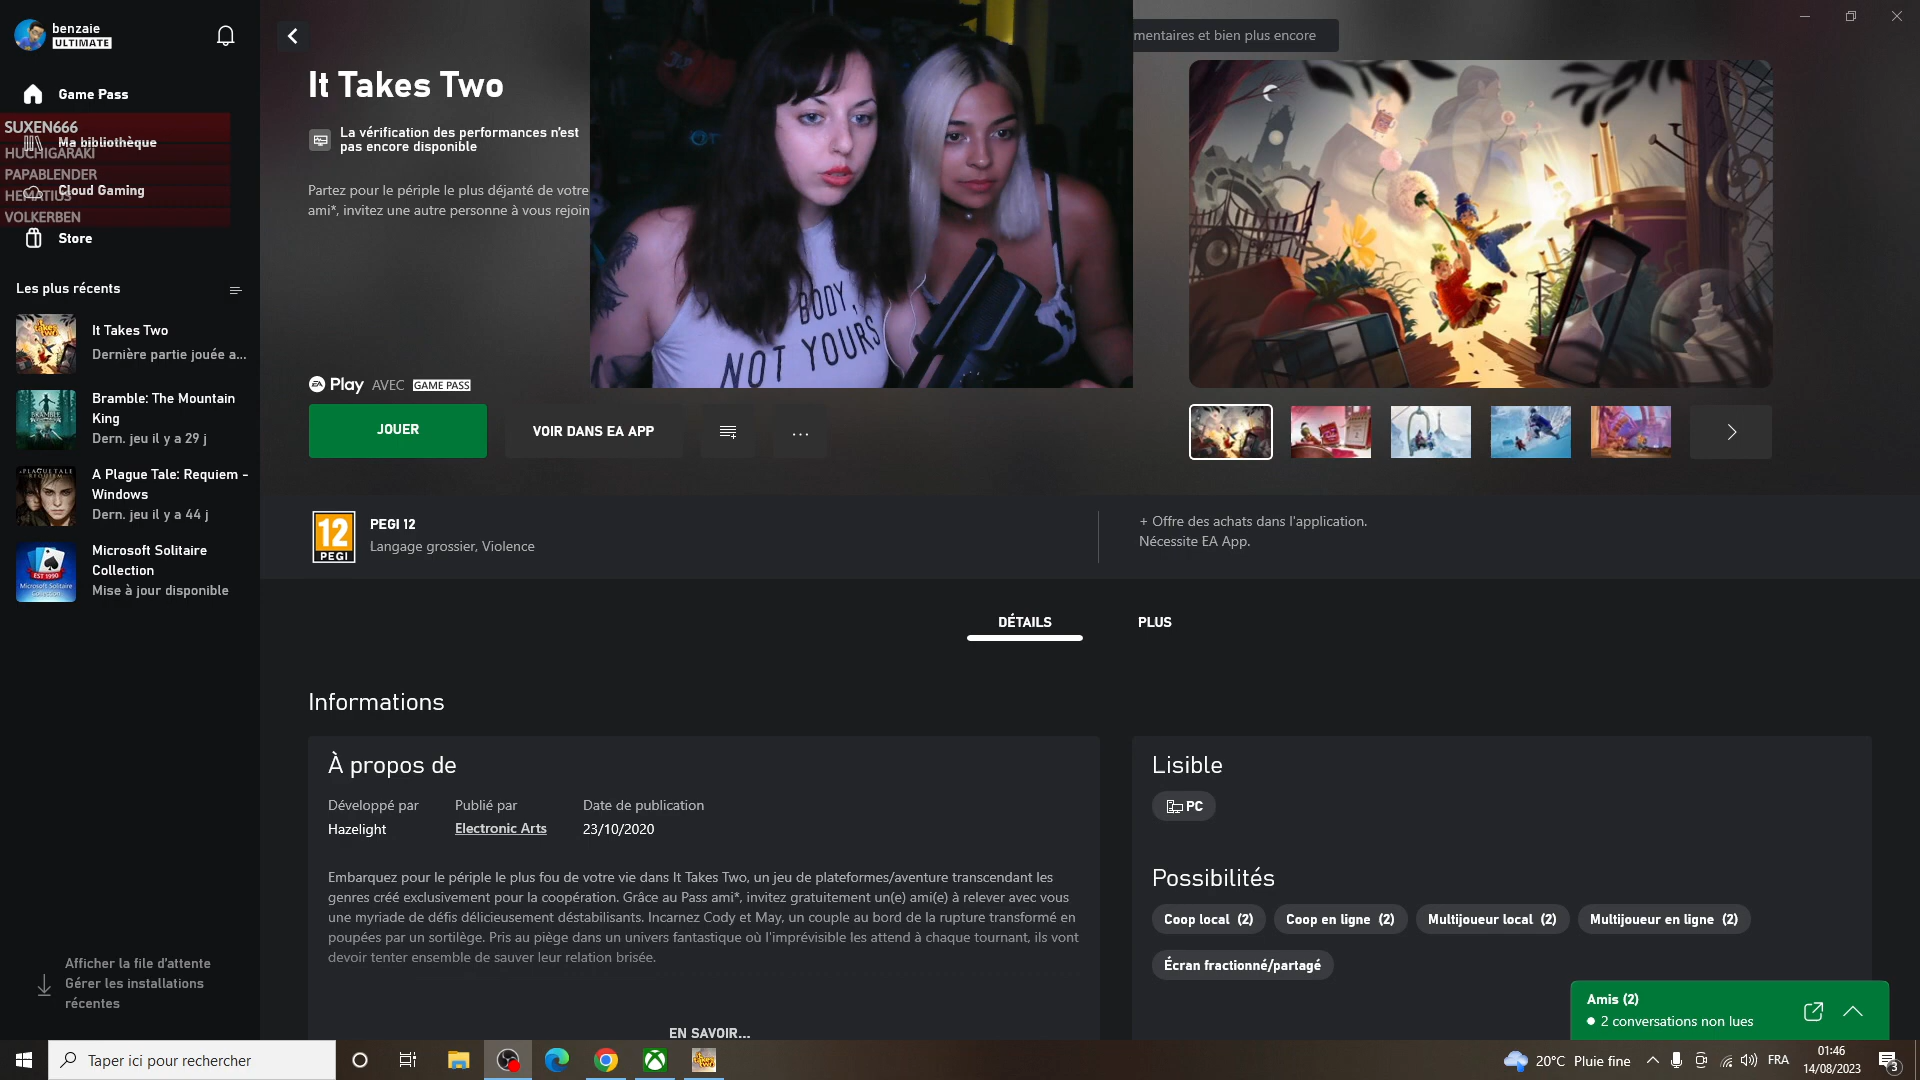 benzaie
ULTIMATE
Game Pass
SUXEN666
Ma bibliothèque
HUCHIGARAKI
PAPABLENDER
Cloud Gaming
HEMATIUS
VOLKERBEN
Store
Les plus récents
It Takes Two
Dernière partie jouée a...
Bramble: The Mountain
King
Dern. jeu il y a 29 j
A Plague Tale: Requiem -
Windows
Dern. jeu il y a 44 j
Microsoft Solitaire
Collection
Mise à jour disponible
Afficher la file d'attente
Gérer les installations
récentes
mentaires et bien plus encore
It Takes Two
La vérification des performances n'est
pas encore disponible
Partez pour le périple le plus déjanté de votre
ami*, invitez une autre personne à vous rejoin
BODY,
NOT YOURS
EA Play AVEC GAME PASS
JOUER
VOIR DANS EA APP
...
12
PEGI
PEGI 12
Langage grossier, Violence
+ Offre des achats dans l'application.
Nécessite EA App.
DÉTAILS
PLUS
Informations
À propos de
Développé par
Publié par
Date de publication
Hazelight
Electronic Arts
23/10/2020
Embarquez pour le périple le plus fou de votre vie dans It Takes Two, un jeu de plateformes/aventure transcendant les
genres créé exclusivement pour la coopération. Grâce au Pass ami*, invitez gratuitement un(e) ami(e) à relever avec vous
une myriade de défis délicieusement déstabilisants. Incarnez Cody et May, un couple au bord de la rupture transformé en
poupées par un sortilège. Pris au piège dans un univers fantastique où l'imprévisible les attend à chaque tournant, ils vont
devoir tenter ensemble de sauver leur relation brisée.
EN SAVOIR...
Lisible
PC
Possibilités
Coop local (2)
Coop en ligne (2)
Multijoueur local (2)
Multijoueur en ligne (2)
Écran fractionné/partagé
Amis (2)
2 conversations non lues
Taper ici pour rechercher
20°C Pluie fine
FRA
01:46
14/08/2023
3